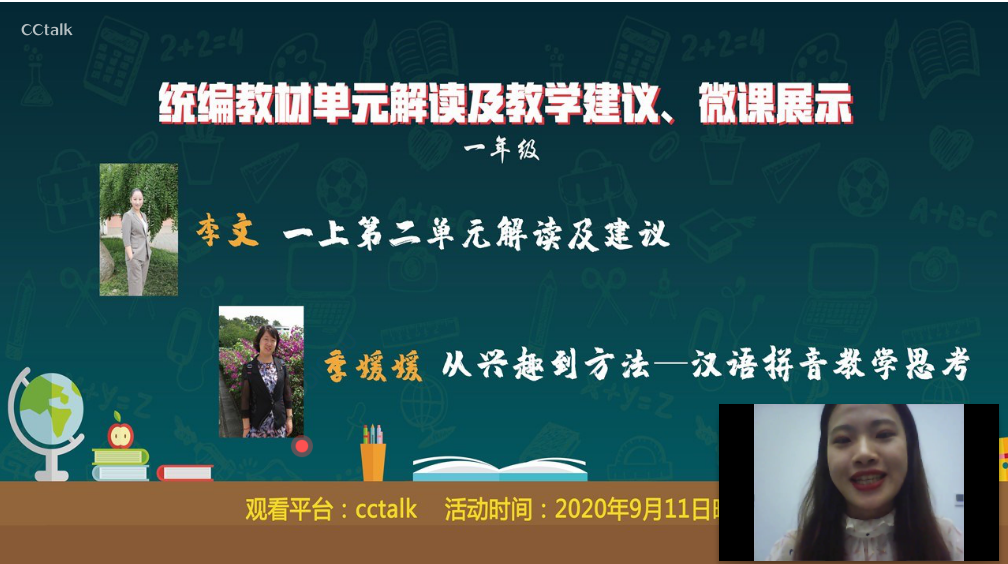 CCtalk
统编教材单元解读及教学建议、微课展示
一年级
李文 一上第二单元解读及建议
季媛媛 从兴趣到方法—汉语拼音教学思考
观看平台：cctalk 活动时间：2020年9月11日